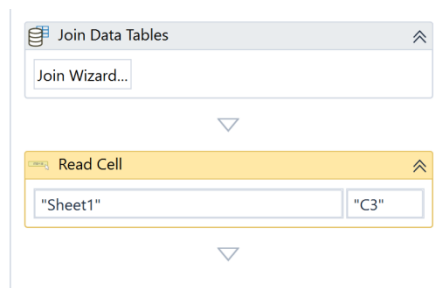 Join Data Tables
Join Wizard...
Read Cell
"Sheet1" "C3"